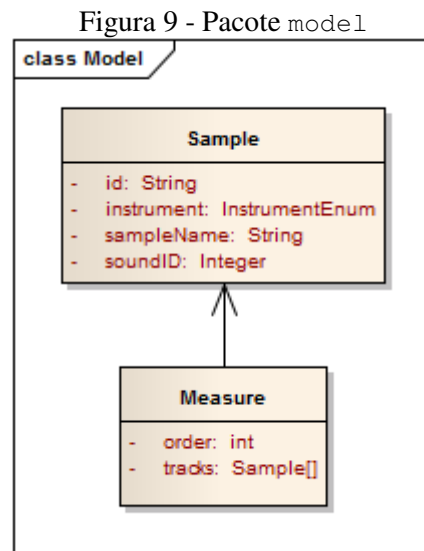 Figura 9 - Pacote model
class Model
Sample
- id: String
- instrument: InstrumentEnum
- sampleName: String
- soundID: Integer
Measure
- order: int
- tracks: Sample[]